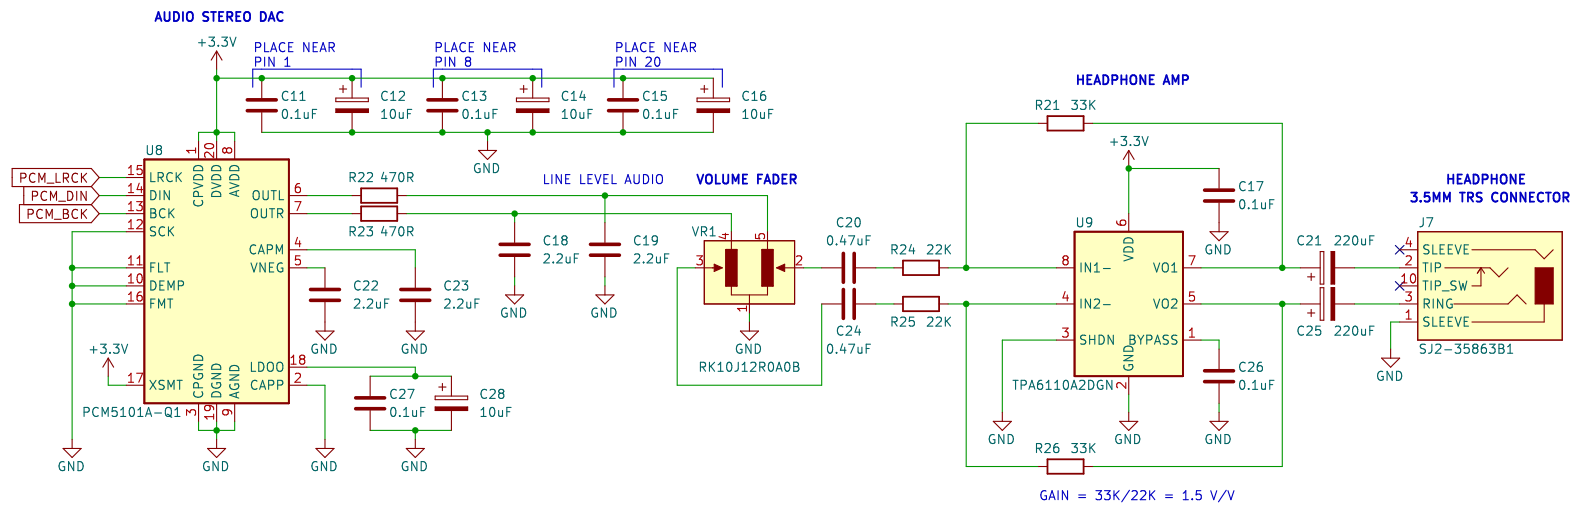 AUDIO STEREO DAC
+3.3V
PLACE NEAR
PIN 1
PLACE NEAR
PIN 8
PLACE NEAR
PIN 20
C11
0.1uF
C12
10uF
C13
0.1uF
C14
10uF
C15
0.1uF
C16
10uF
+
+
+
GND
U8
1
20
8
CPVDD
DVDD
AVDD
PCM_LRCK
15
LRCK
PCM_DIN
14
DIN
PCM_BCK
13
BCK
12
SCK
11
FLT
10
DEMP
16
FMT
+3.3V
17
XSMT
PCM5101A-Q1
CPGND
DGND
AGND
3
19
9
GND
GND
OUTL
6
OUTR
7
CAPM
4
VNEG
5
LDOO
18
CAPP
2
R22 470R
R23 470R
C22
2.2uF
GND
C23
2.2uF
GND
C27
0.1uF
+
C28
10uF
GND
GND
LINE LEVEL AUDIO
C18
2.2uF
GND
C19
2.2uF
GND
VOLUME FADER
VR1
4
5
3
2
1
GND
RK10J12R0A0B
C20
0.47uF
C24
0.47uF
R24 22K
R25 22K
HEADPHONE AMP
R21 33K
+3.3V
C17
0.1uF
GND
U9
6
VDD
8
IN1-
4
IN2-
3
SHDN
VO1
7
VO2
5
BYPASS
1
GND
2
TPA6110A2DGN
GND
GND
C26
0.1uF
GND
R26 33K
GAIN = 33K/22K = 1.5 V/V
C21 220uF
+
+
C25 220uF
HEADPHONE
3.5MM TRS CONNECTOR
J7
4
SLEEVE
2
TIP
10
TIP_SW
3
RING
1
SLEEVE
SJ2-35863B1
GND